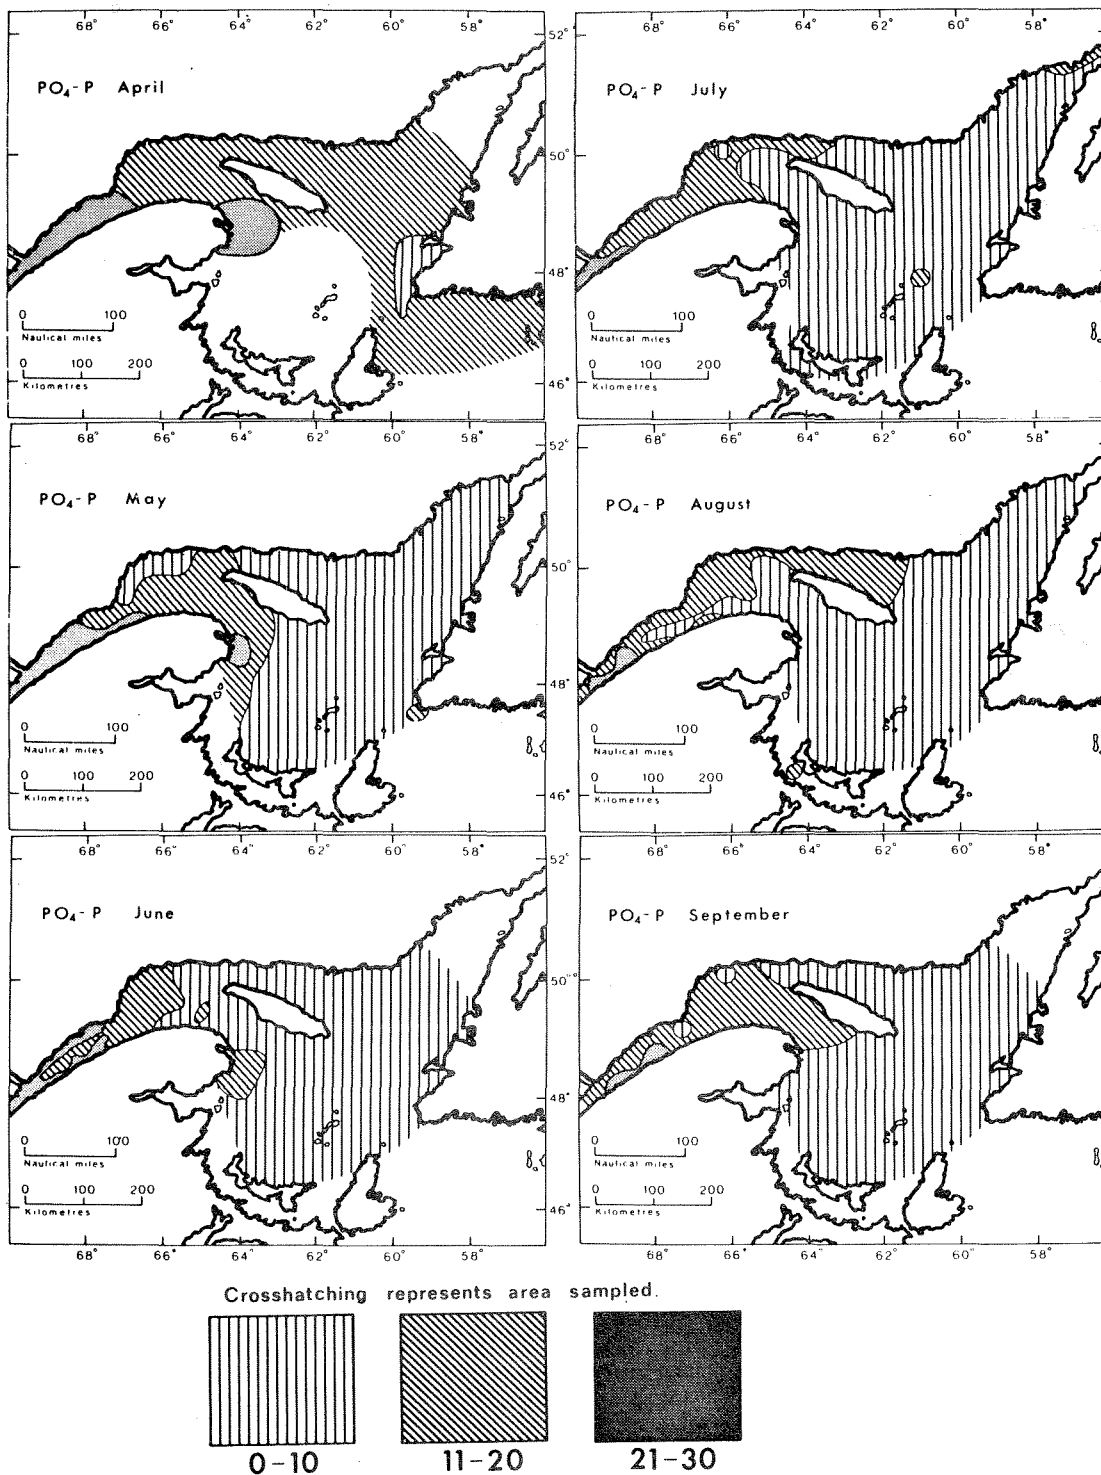 68° 66° 64° 62° 60° 58°
52°
PO₄-P April
50°
48°
0 100
Nautical miles
0 100 200
Kilometres
46°
68° 66° 64° 62° 60° 58°
68° 66° 64° 62° 60° 58°
52°
PO₄-P July
50°
48°
0 100
Nautical miles
0 100 200
Kilometres
46°
68° 66° 64° 62° 60° 58°
52°
PO₄-P May
50°
48°
0 100
Nautical miles
0 100 200
Kilometres
46°
68° 66° 64° 62° 60° 58°
PO₄-P August
0 100
Nautical miles
0 100 200
Kilometres
68° 66° 64° 62° 60° 58°
52°
PO₄-P June
50°
48°
0 100
Nautical miles
0 100 200
Kilometres
46°
68° 66° 64° 62° 60° 58°
PO₄-P September
0 100
Nautical miles
0 100 200
Kilometres
68° 66° 64° 62° 60° 58°
Crosshatching represents area sampled.
0-10 11-20 21-30